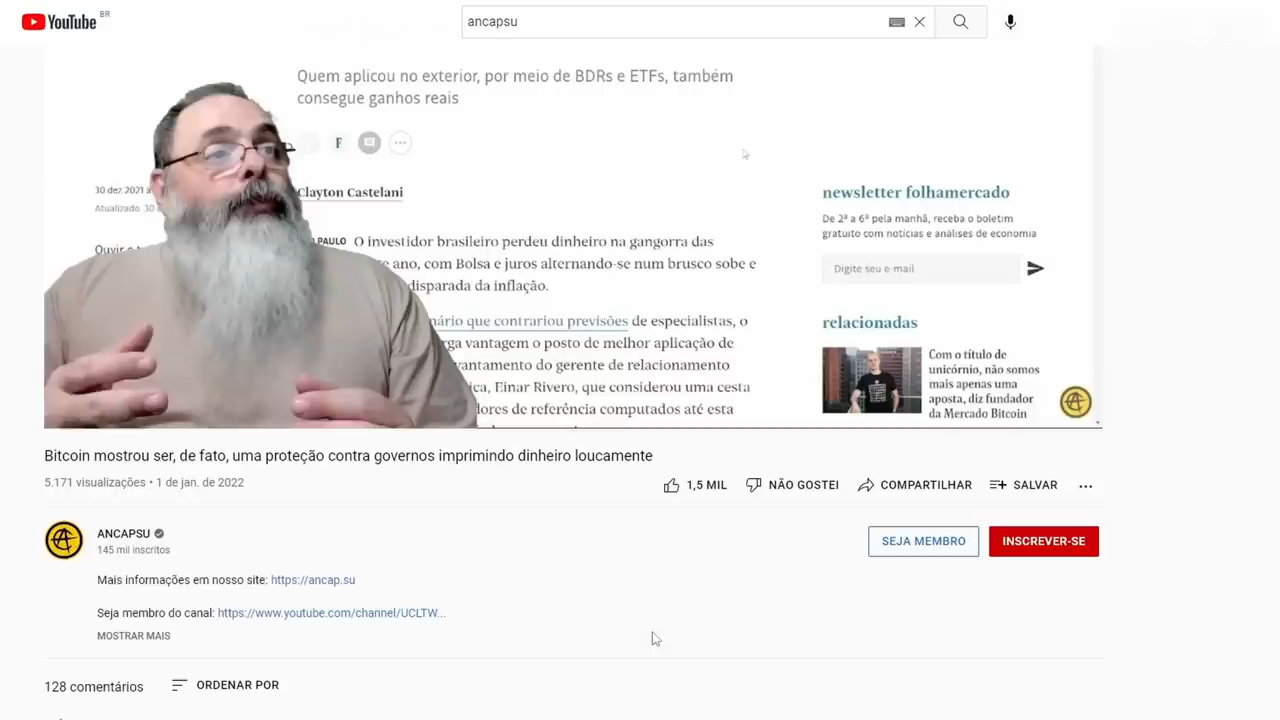 YouTube BR
ancapsu
Quem aplicou no exterior, por meio de BDRs e ETFs, também
consegue ganhos reais
F
30 dez.2021 à
Clayton Castelani
Atualizado 30
Ouvir o
PAULO O investidor brasileiro perdeu dinheiro na gangorra das
e ano, com Bolsa e juros alternando-se num brusco sobe e
disparada da inflação.
nário que contrariou previsões de especialistas, o
rga vantagem o posto de melhor aplicação de
vantamento do gerente de relacionamento
ica, Einar Rivero, que considerou uma cesta
dores de referência computados até esta
newsletter folhamercado
De 2ª a 6ª pela manhã, receba o boletim
gratuito com notícias e análises de economia
Digite seu e-mail
relacionadas
Com o título de
unicórnio, não somos
mais apenas uma
aposta, diz fundador
da Mercado Bitcoin
Bitcoin mostrou ser, de fato, uma proteção contra governos imprimindo dinheiro loucamente
5.171 visualizações • 1 de jan. de 2022
1,5 MIL NÃO GOSTEI COMPARTILHAR SALVAR ...
ANCAPSU
145 mil inscritos
SEJA MEMBRO
INSCREVER-SE
Mais informações em nosso site: https://ancap.su
Seja membro do canal: https://www.youtube.com/channel/UCLTW...
MOSTRAR MAIS
128 comentários ORDENAR POR